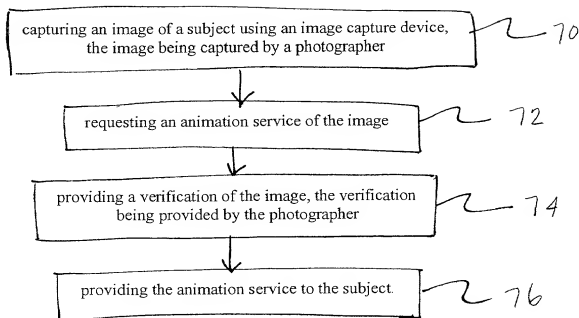 capturing an image of a subject using an image capture device,
the image being captured by a photographer
70
requesting an animation service of the image
72
providing a verification of the image, the verification
being provided by the photographer
74
providing the animation service to the subject.
76